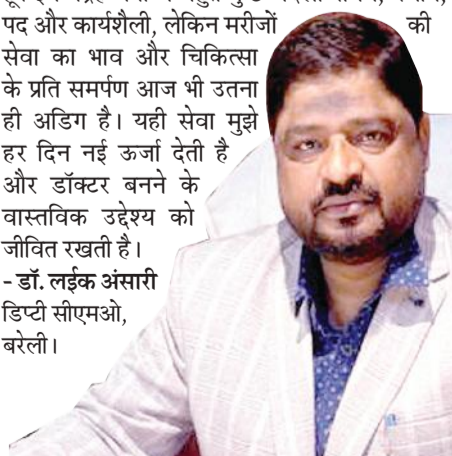 पद और कार्यशैली, लेकिन मरीजों की
सेवा का भाव और चिकित्सा
के प्रति समर्पण आज भी उतना
ही अडिग है। यही सेवा मुझे
हर दिन नई ऊर्जा देती है
और डॉक्टर बनने के
वास्तविक उद्देश्य को
जीवित रखती है।
- डॉ. लईक अंसारी
डिप्टी सीएमओ,
बरेली।